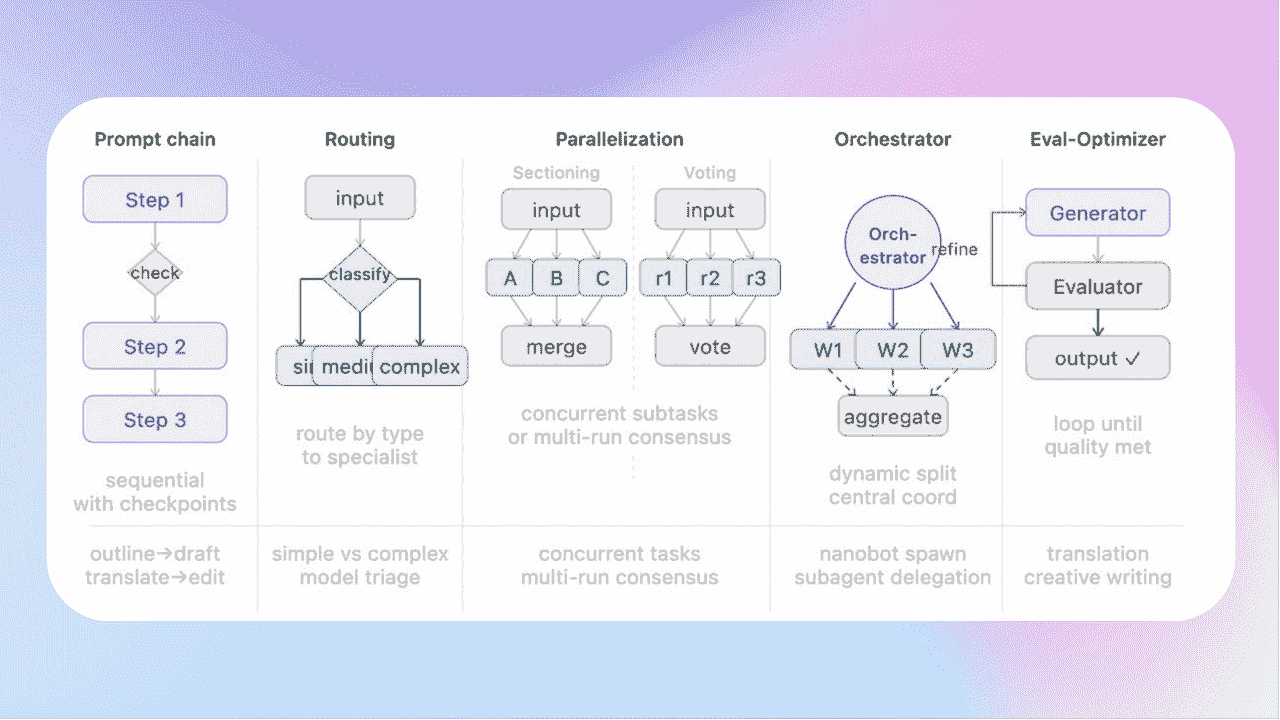 Prompt chain
Step 1
check
Step 2
Step 3
sequential
with checkpoints
outline→draft
translate→edit
Routing
input
classify
complex
route by type
to specialist
simple vs complex
model triage
Parallelization
Sectioning
input
A B C
merge
Voting
input
r1 r2 r3
vote
concurrent subtasks
or multi-run consensus
concurrent tasks
multi-run consensus
Orchestrator
Orch-
estrator
W1 W2 W3
aggregate
dynamic split
central coord
nanobot spawn
subagent delegation
Eval-Optimizer
refine
Generator
Evaluator
output ✓
loop until
quality met
translation
creative writing